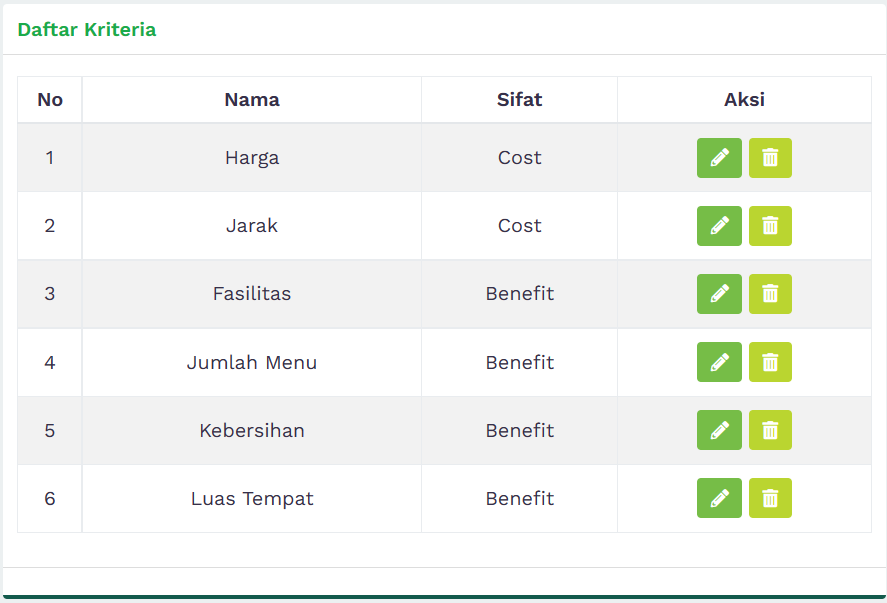 Daftar Kriteria
No Nama Sifat Aksi
1 Harga Cost
2 Jarak Cost
3 Fasilitas Benefit
4 Jumlah Menu Benefit
5 Kebersihan Benefit
6 Luas Tempat Benefit